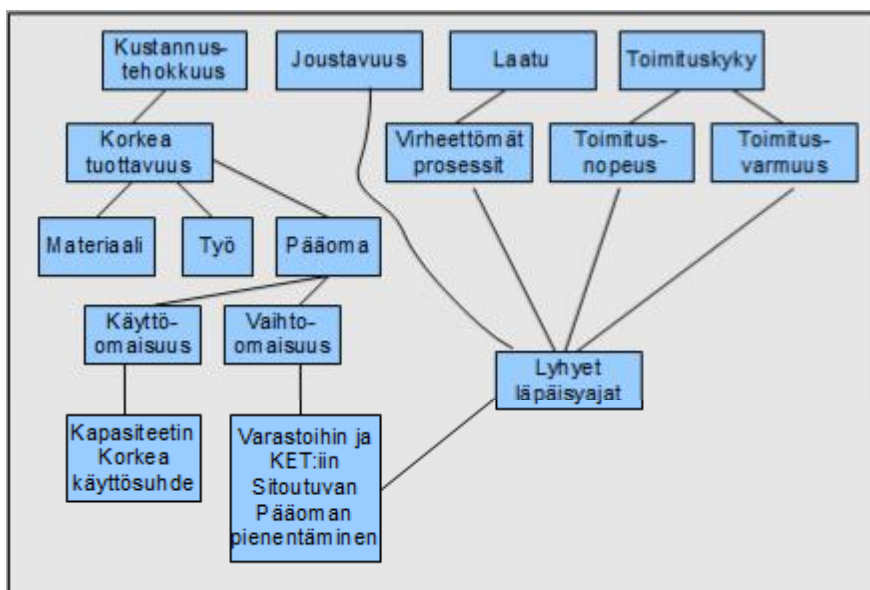 Kustannus-
tehokkuus
Joustavuus
Laatu
Toimituskyky
Korkea
tuottavuus
Virheettömät
prosessit
Toimitus-
nopeus
Toimitus-
varmuus
Materiaali
Työ
Pääoma
Käyttö-
omaisuus
Vaihto-
omaisuus
Lyhyet
läpäisyajat
Kapasiteetin
Korkea
käyttösuhde
Varastoihin ja
KET:iin
Sitoutuvan
Pääoman
pienentäminen